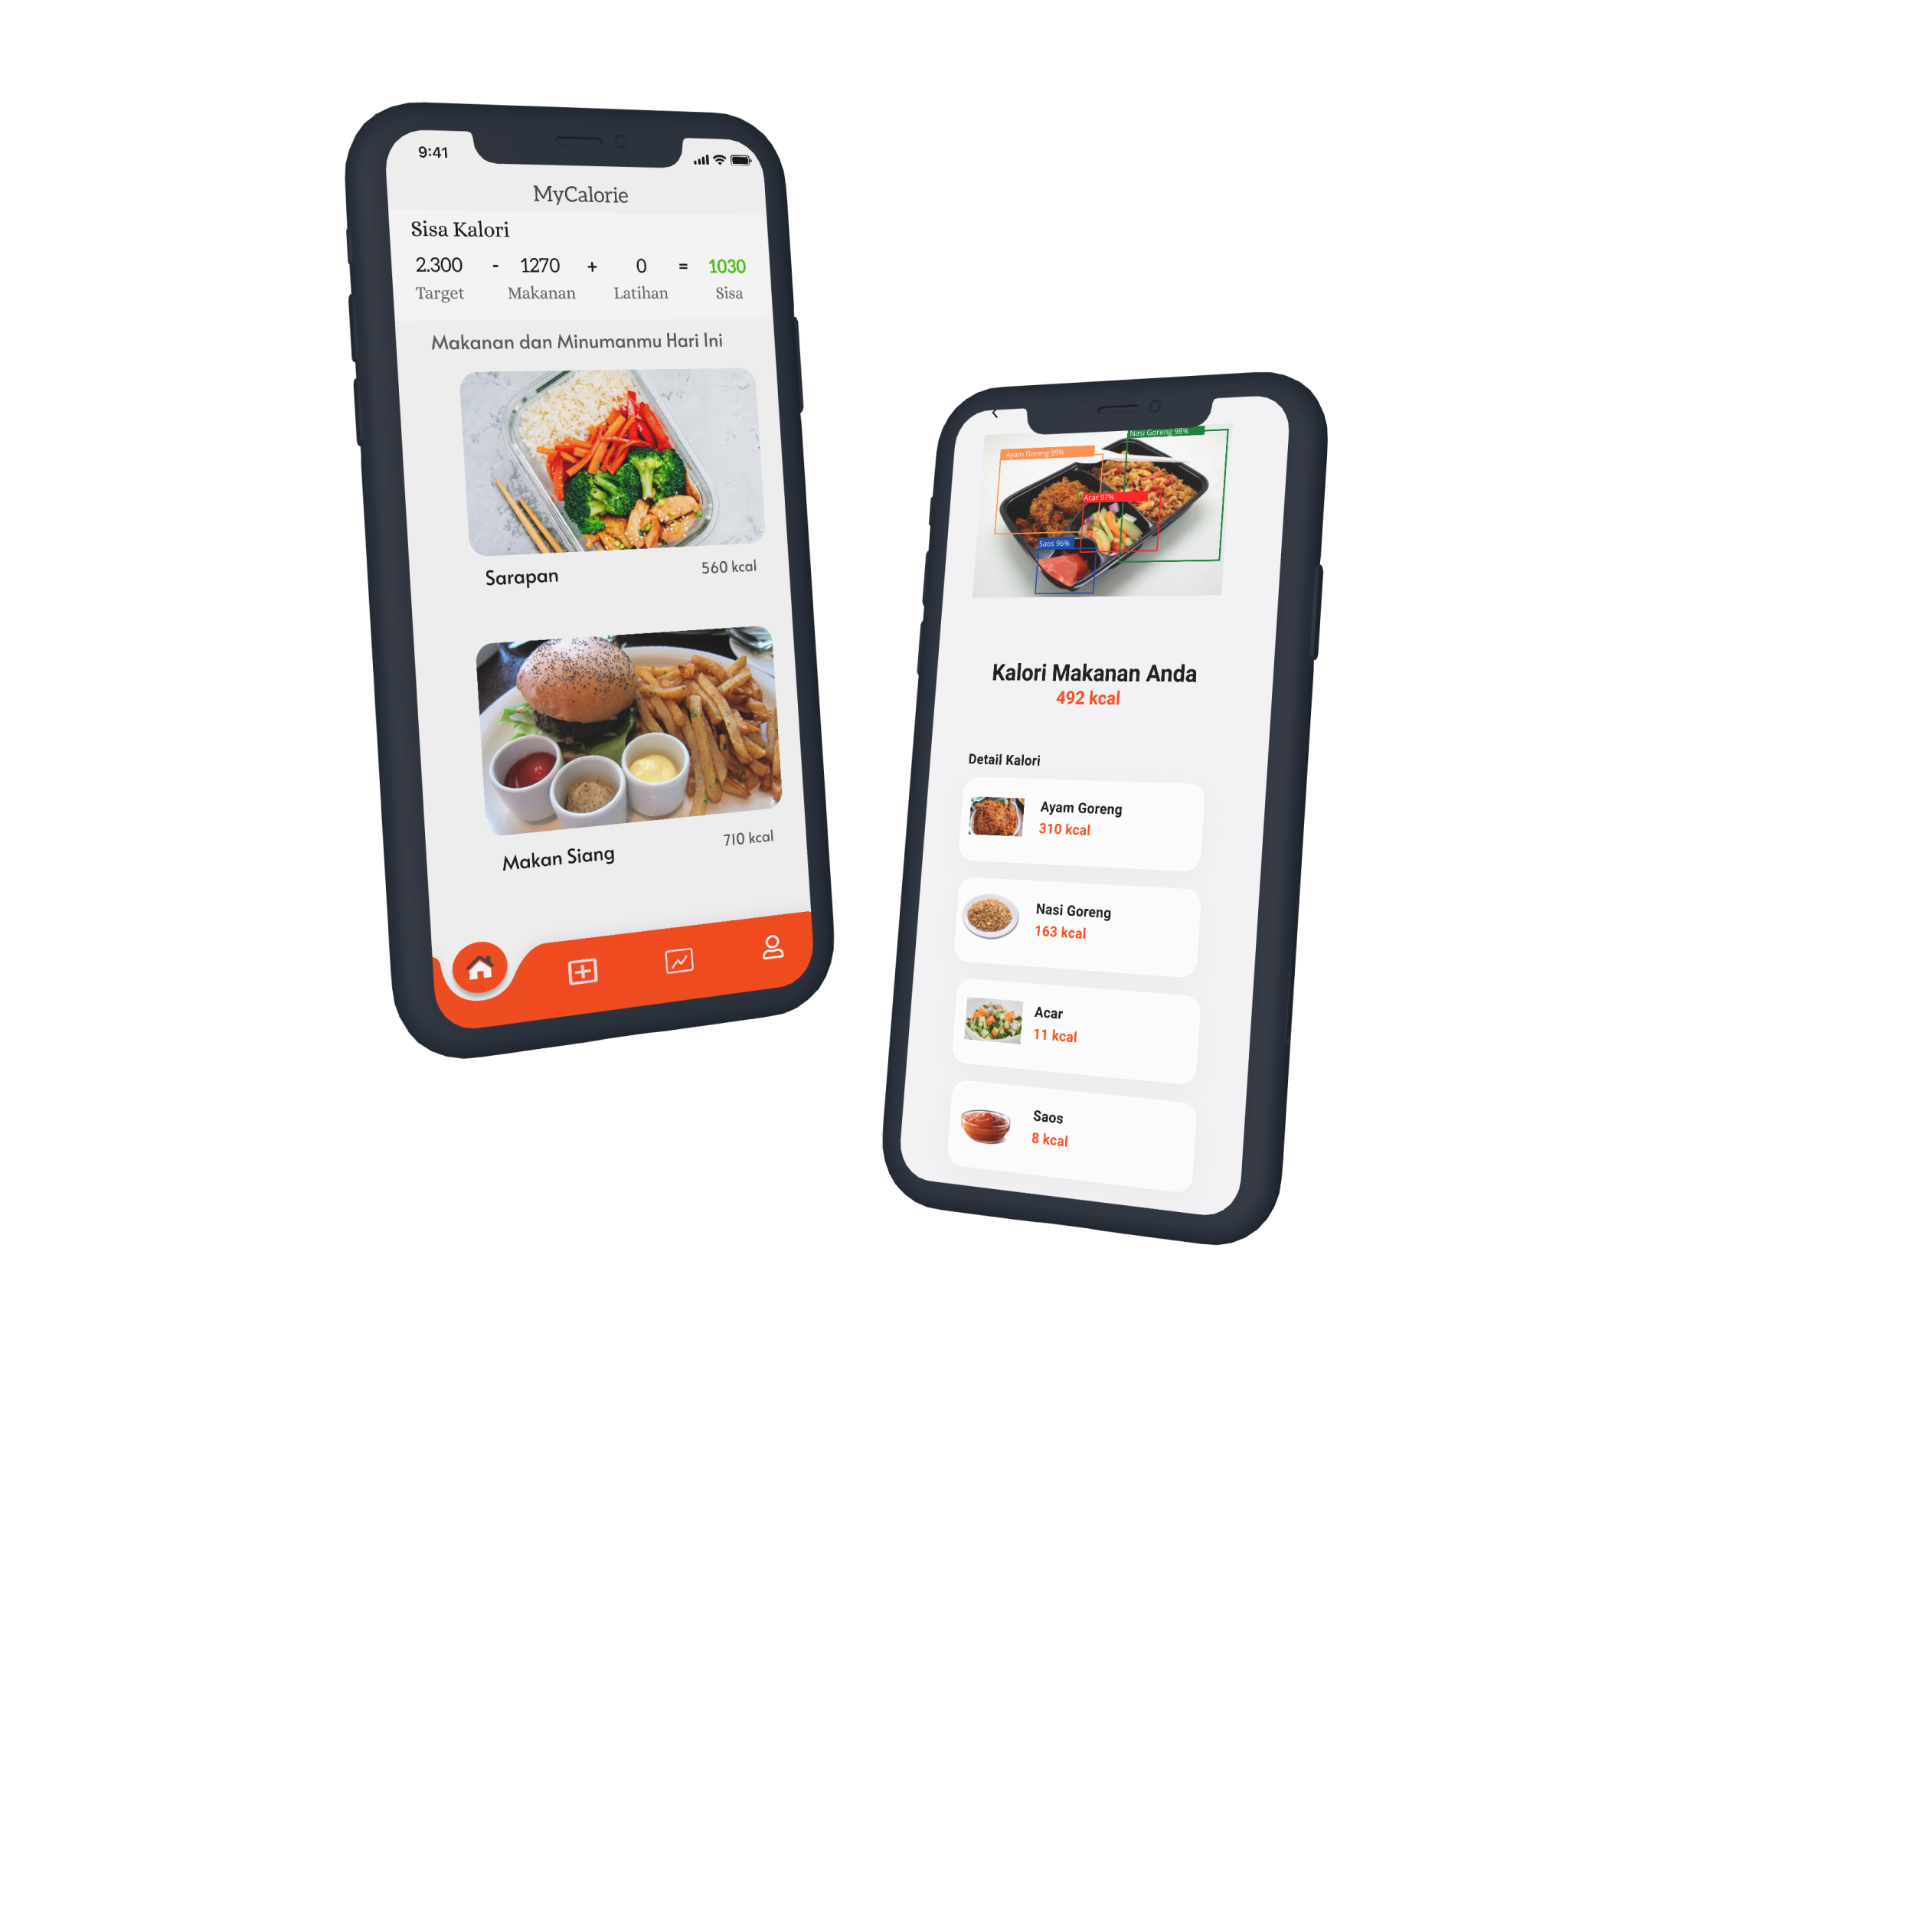 9:41
MyCalorie
Sisa Kalori
2.300 - 1270 + 0 = 1030
Target Makanan Latihan Sisa
Makanan dan Minumanmu Hari Ini
Sarapan 560 kcal
Makan Siang 710 kcal
Nasi Goreng 98%
Ayam Goreng 99%
Acar 97%
Saos 96%
Kalori Makanan Anda
492 kcal
Detail Kalori
Ayam Goreng
310 kcal
Nasi Goreng
163 kcal
Acar
11 kcal
Saos
8 kcal